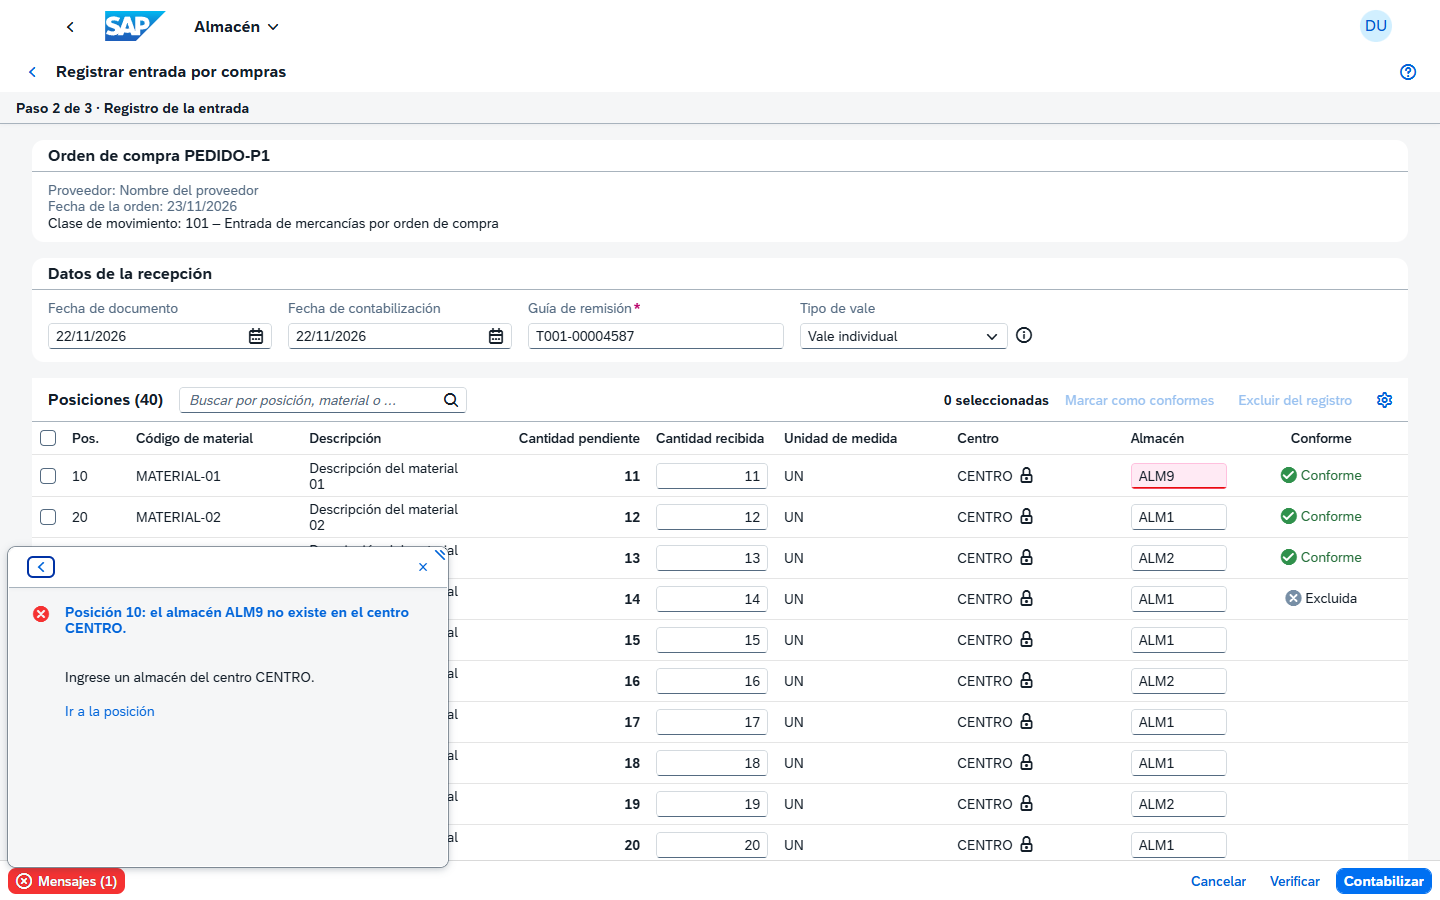 SAP
Almacén
DU
Registrar entrada por compras
Paso 2 de 3 · Registro de la entrada
Orden de compra PEDIDO-P1
Proveedor: Nombre del proveedor
Fecha de la orden: 23/11/2026
Clase de movimiento: 101 – Entrada de mercancías por orden de compra
Datos de la recepción
Fecha de documento Fecha de contabilización Guía de remisión* Tipo de vale
22/11/2026 22/11/2026 T001-00004587 Vale individual
Posiciones (40) Buscar por posición, material o ... 0 seleccionadas Marcar como conformes Excluir del registro
Pos. Código de material Descripción Cantidad pendiente Cantidad recibida Unidad de medida Centro Almacén Conforme
10 MATERIAL-01 Descripción del material 01 11 11 UN CENTRO ALM9 Conforme
20 MATERIAL-02 Descripción del material 02 12 12 UN CENTRO ALM1 Conforme
13 13 UN CENTRO ALM2 Conforme
14 14 UN CENTRO ALM1 Excluida
15 15 UN CENTRO ALM1
16 16 UN CENTRO ALM2
17 17 UN CENTRO ALM1
18 18 UN CENTRO ALM1
19 19 UN CENTRO ALM2
20 20 UN CENTRO ALM1
Posición 10: el almacén ALM9 no existe en el centro
CENTRO.
Ingrese un almacén del centro CENTRO.
Ir a la posición
Mensajes (1) Cancelar Verificar Contabilizar